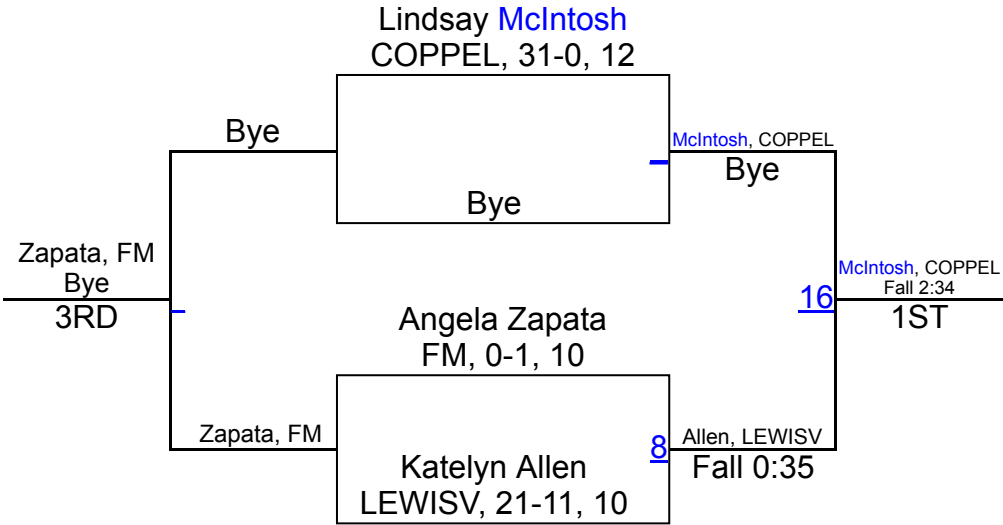 Lindsay McIntosh
COPPEL, 31-0, 12
Bye
McIntosh, COPPEL
Bye
Bye
Zapata, FM
Bye
3RD
McIntosh, COPPEL
Fall 2:34
16
1ST
Angela Zapata
FM, 0-1, 10
Zapata, FM
8
Allen, LEWISV
Fall 0:35
Katelyn Allen
LEWISV, 21-11, 10